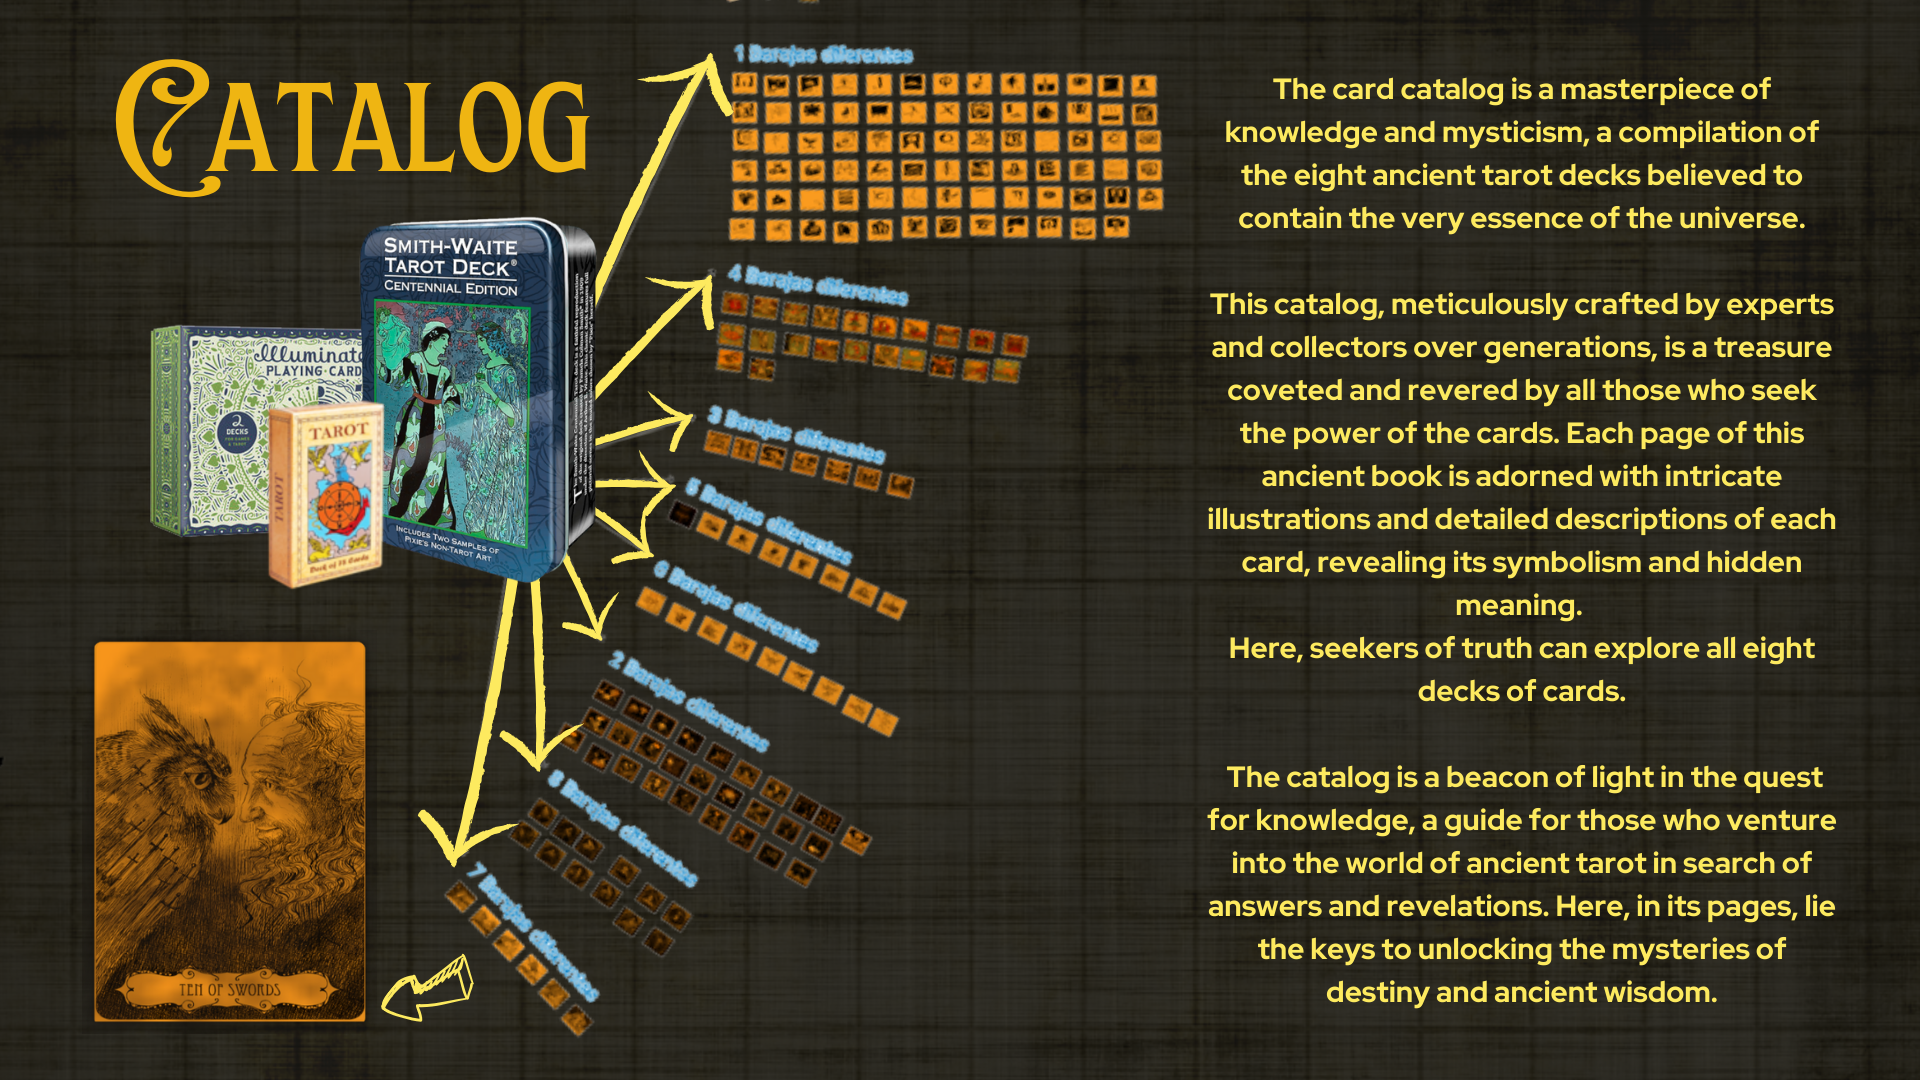 CATALOG
SMITH-WAITE
TAROT DECK®
CENTENNIAL EDITION
INCLUDES TWO SAMPLES OF
PIXIE'S NON-TAROT ART
Illuminate
PLAYING·CARD
2
DECKS
FOR GAMES
& TAROT
TAROT
Deck of 78 Cards
TAROT
TEN OF SWORDS
1 Barajas diferentes
4 Barajas diferentes
3 Barajas diferentes
5 Barajas diferentes
6 Barajas diferentes
2 Barajas diferentes
8 Barajas diferentes
7 Barajas diferentes
The card catalog is a masterpiece of
knowledge and mysticism, a compilation of
the eight ancient tarot decks believed to
contain the very essence of the universe.
This catalog, meticulously crafted by experts
and collectors over generations, is a treasure
coveted and revered by all those who seek
the power of the cards. Each page of this
ancient book is adorned with intricate
illustrations and detailed descriptions of each
card, revealing its symbolism and hidden
meaning.
Here, seekers of truth can explore all eight
decks of cards.
The catalog is a beacon of light in the quest
for knowledge, a guide for those who venture
into the world of ancient tarot in search of
answers and revelations. Here, in its pages, lie
the keys to unlocking the mysteries of
destiny and ancient wisdom.